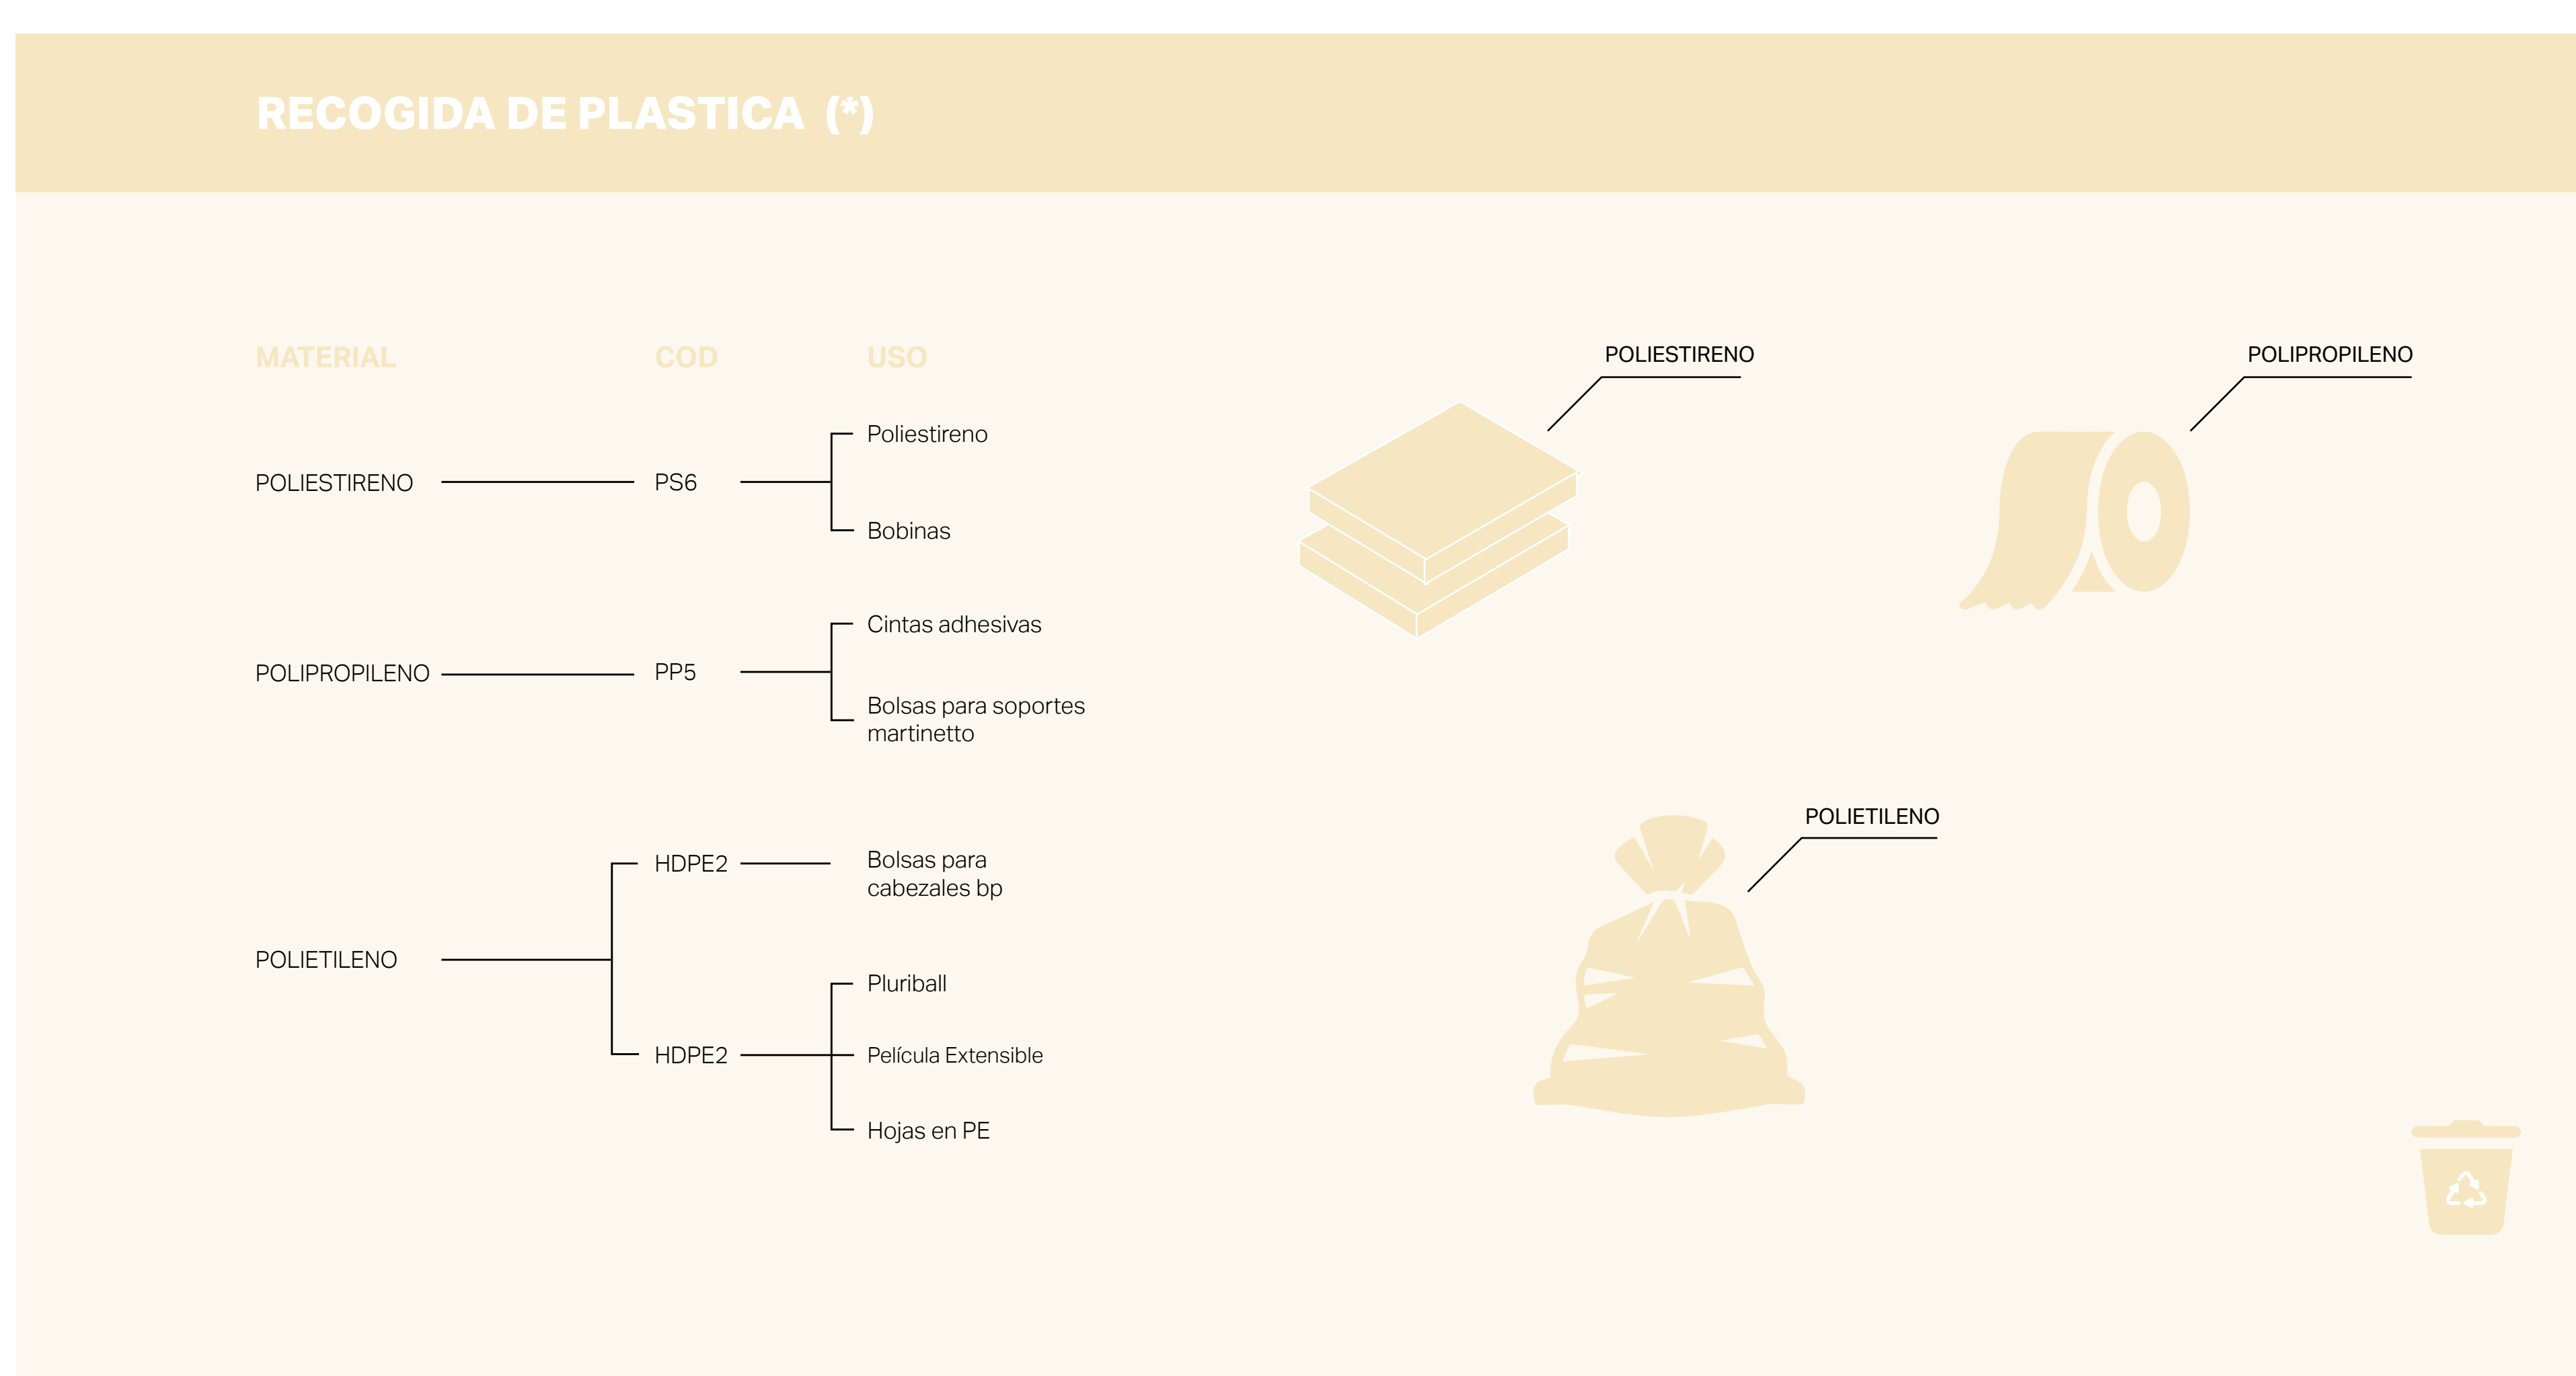 RECOGIDA DE PLASTICA (*)
MATERIAL
COD
USO
POLIESTIRENO
PS6
Poliestireno
Bobinas
POLIPROPILENO
PP5
Cintas adhesivas
Bolsas para soportes
martinetto
POLIETILENO
HDPE2
Bolsas para
cabezales bp
HDPE2
Pluriball
Película Extensible
Hojas en PE
POLIESTIRENO
POLIPROPILENO
POLIETILENO